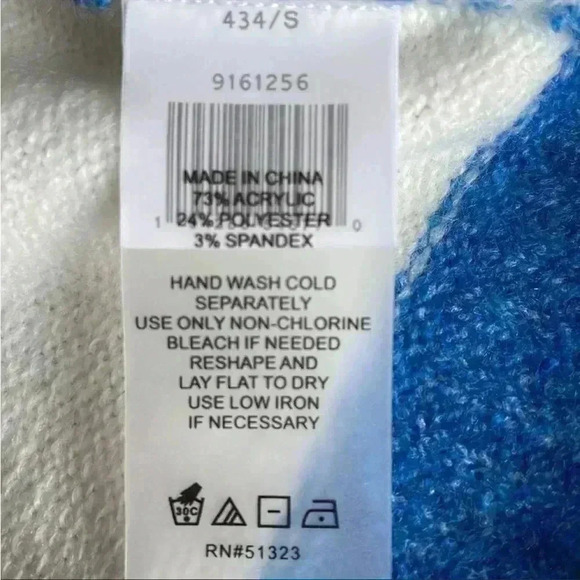 434/S
9161256
MADE IN CHINA
73% ACRYLIC
24% POLYESTER
3% SPANDEX
HAND WASH COLD
SEPARATELY
USE ONLY NON-CHLORINE
BLEACH IF NEEDED
RESHAPE AND
LAY FLAT TO DRY
USE LOW IRON
IF NECESSARY
30C
RN#51323